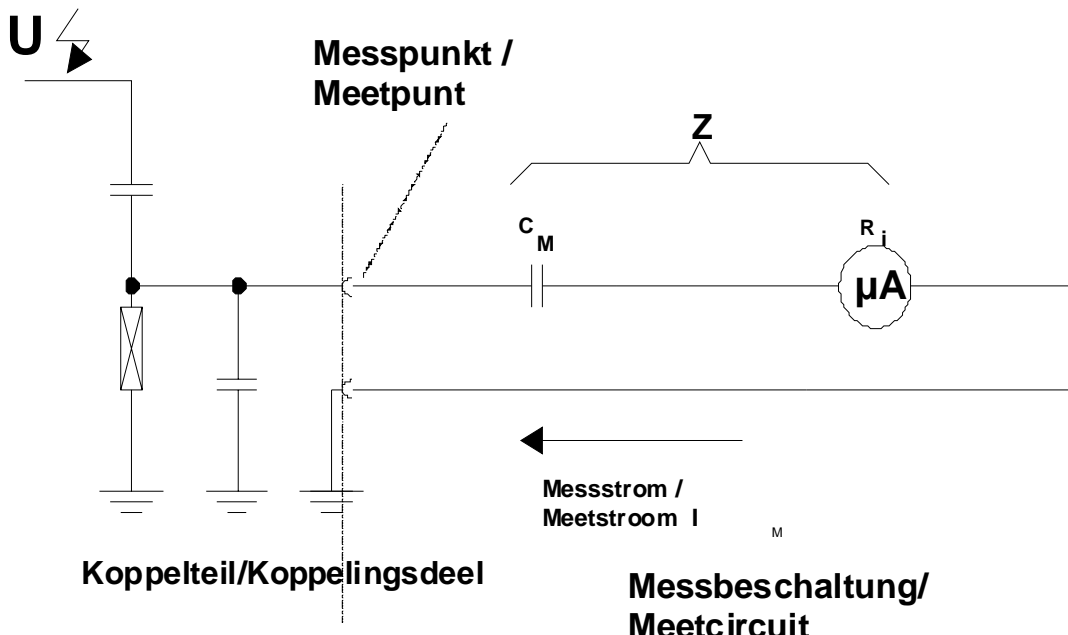 U
Messpunkt /
Meetpunt
Z
C M
R i
µA
Messstrom /
Meetstroom I M
Koppelteil/Koppelingsdeel
Messbeschaltung/
Meetcircuit